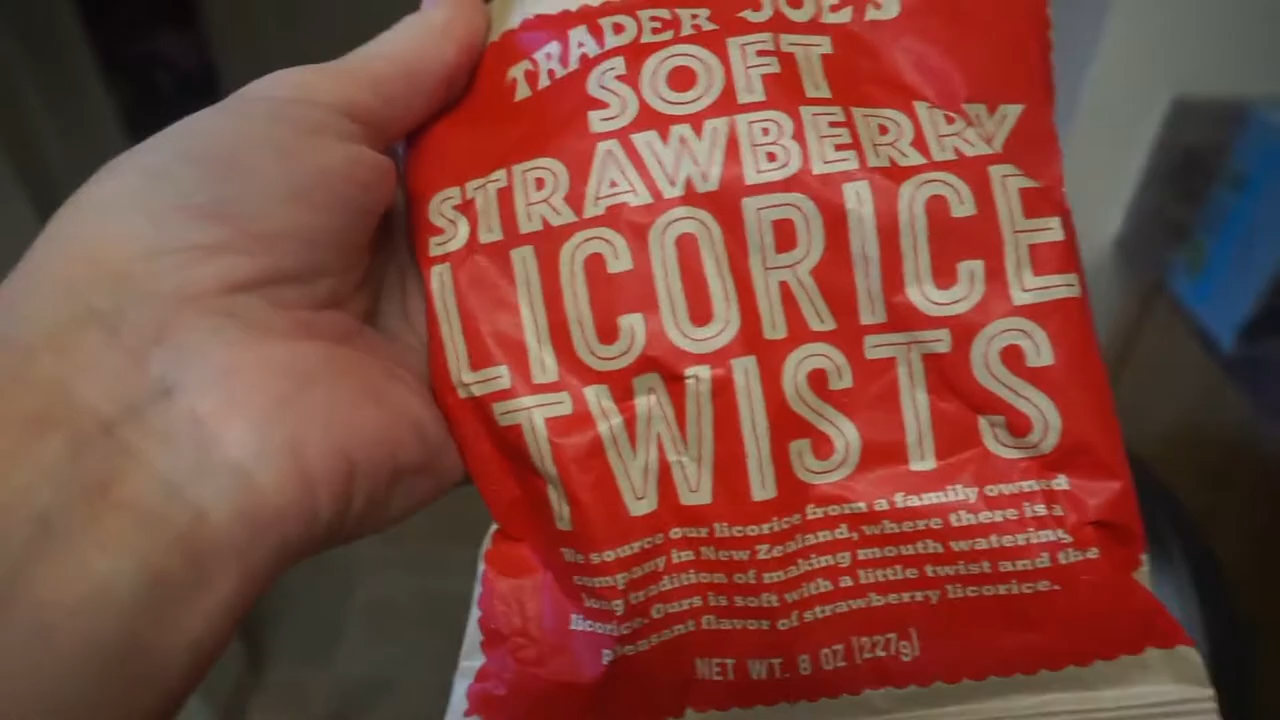 TRADER JOE'S
SOFT
STRAWBERRY
LICORICE
TWISTS
We source our licorice from a family owned
company in New Zealand, where there is a
long tradition of making mouth watering
licorice. Ours is soft with a little twist and the
pleasant flavor of strawberry licorice.
NET WT. 8 OZ (227g)